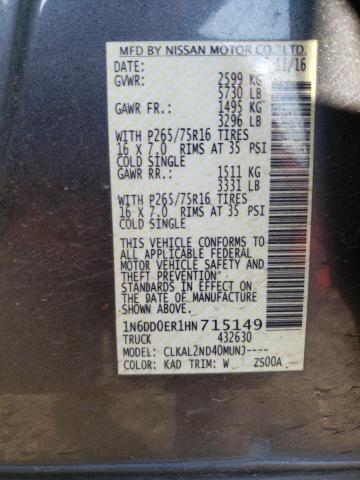 MFD BY NISSAN MOTOR CO., LTD.
DATE: 11/16
GVWR: 2599 KG
5730 LB
GAWR FR.: 1495 KG
3296 LB
WITH P265/75R16 TIRES
16 X 7.0 RIMS AT 35 PSI
COLD SINGLE
GAWR RR.: 1511 KG
3331 LB
WITH P265/75R16 TIRES
16 X 7.0 RIMS AT 35 PSI
COLD SINGLE
THIS VEHICLE CONFORMS TO
ALL APPLICABLE FEDERAL
MOTOR VEHICLE SAFETY
AND THEFT PREVENTION
STANDARDS IN EFFECT ON
THE DATE OF MANUFACTURE
SHOWN ABOVE.
1N6DD0ER1HN715149
TRUCK 432630
MODEL: CLKAL2ND40MUNJ----
COLOR: KAD TRIM: W ZS00A